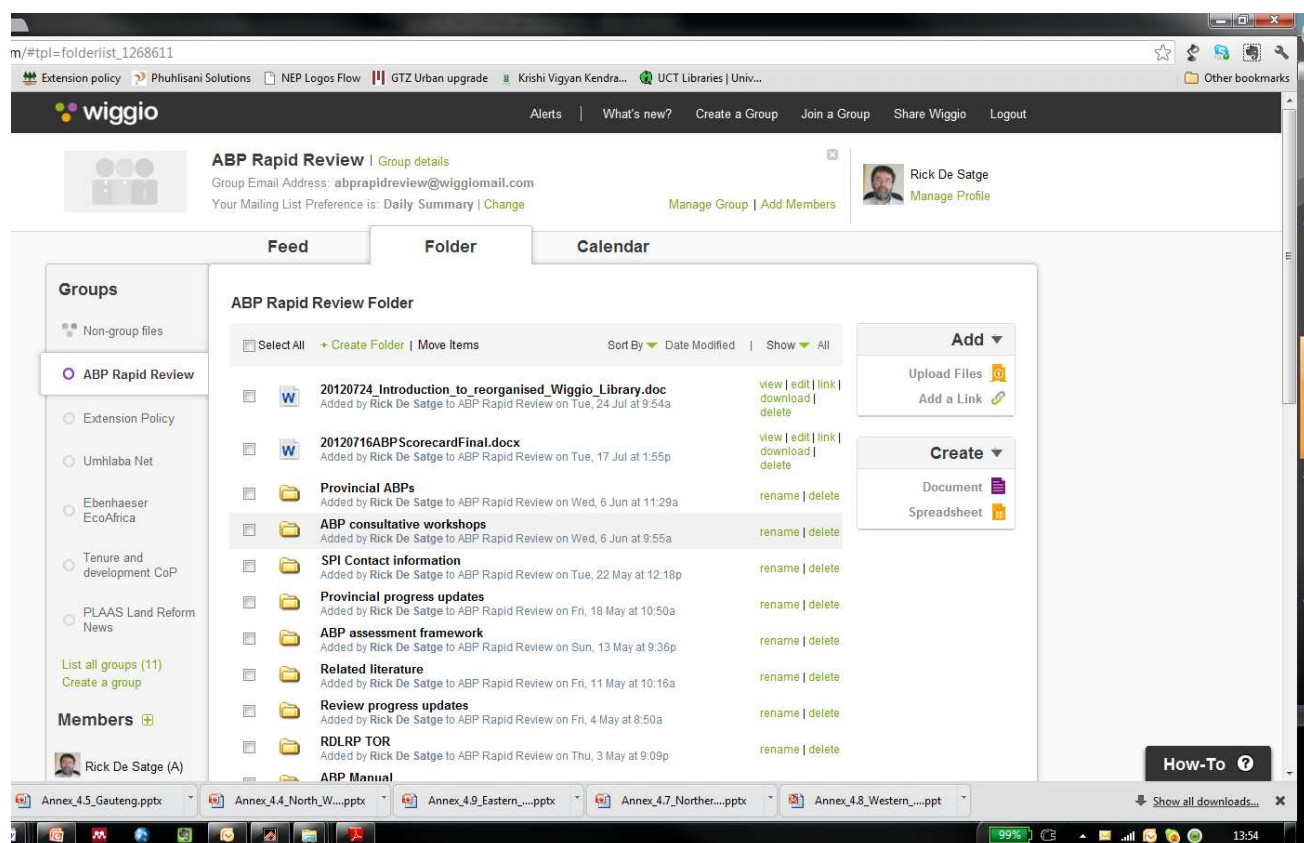 m/#tpl=folderlist_1268611
Extension policy Phuhlisani Solutions NEP Logos Flow GTZ Urban upgrade Krishi Vigyan Kendra... UCT Libraries | Univ... Other bookmarks
wiggio
Alerts | What's new? Create a Group Join a Group Share Wiggio Logout
ABP Rapid Review | Group details
Group Email Address: abprapidreview@wiggiomail.com
Your Mailing List Preference is: Daily Summary | Change
Manage Group | Add Members
Rick De Satge
Manage Profile
Feed Folder Calendar
Groups
Non-group files
ABP Rapid Review
Extension Policy
Umhlaba Net
Ebenhaeser
EcoAfrica
Tenure and
development CoP
PLAAS Land Reform
News
List all groups (11)
Create a group
Members
Rick De Satge (A)
ABP Rapid Review Folder
Select All + Create Folder | Move Items Sort By Date Modified | Show All
20120724_Introduction_to_reorganised_Wiggio_Library.doc
Added by Rick De Satge to ABP Rapid Review on Tue, 24 Jul at 9:54a
view | edit | link |
download |
delete
20120716ABPScorecardFinal.docx
Added by Rick De Satge to ABP Rapid Review on Tue, 17 Jul at 1:55p
view | edit | link |
download |
delete
Provincial ABPs
Added by Rick De Satge to ABP Rapid Review on Wed, 6 Jun at 11:29a
rename | delete
ABP consultative workshops
Added by Rick De Satge to ABP Rapid Review on Wed, 6 Jun at 9:55a
rename | delete
SPI Contact information
Added by Rick De Satge to ABP Rapid Review on Tue, 22 May at 12:18p
rename | delete
Provincial progress updates
Added by Rick De Satge to ABP Rapid Review on Fri, 18 May at 10:50a
rename | delete
ABP assessment framework
Added by Rick De Satge to ABP Rapid Review on Sun, 13 May at 9:36p
rename | delete
Related literature
Added by Rick De Satge to ABP Rapid Review on Fri, 11 May at 10:16a
rename | delete
Review progress updates
Added by Rick De Satge to ABP Rapid Review on Fri, 4 May at 8:50a
rename | delete
RDLRP TOR
Added by Rick De Satge to ABP Rapid Review on Thu, 3 May at 9:09p
rename | delete
ABP Manual
Add
Upload Files
Add a Link
Create
Document
Spreadsheet
How-To ?
Annex_4.5_Gauteng.pptx Annex_4.4_North_W....pptx Annex_4.9_Eastern_....pptx Annex_4.7_Norther....pptx Annex_4.8_Western_....ppt Show all downloads...
99% 13:54